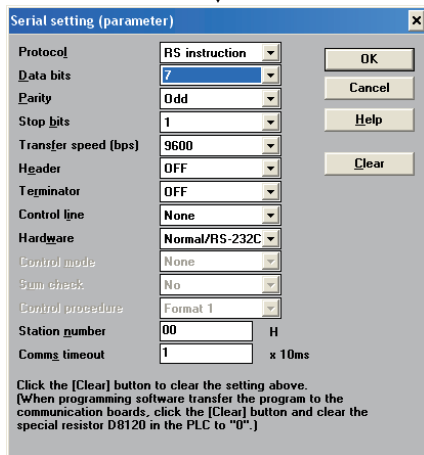 Serial setting (parameter)
Protocol RS instruction OK
Data bits 7
Cancel
Parity Odd
Stop bits 1 Help
Transfer speed (bps) 9600
Header OFF Clear
Terminator OFF
Control line None
Hardware Normal/RS-232C
Control mode None
Sum check No
Control procedure Format 1
Station number 00 H
Comms timeout 1 x 10ms
Click the [Clear] button to clear the setting above.
(When programming software transfer the program to the
communication boards, click the [Clear] button and clear the
special resistor D8120 in the PLC to "0".)